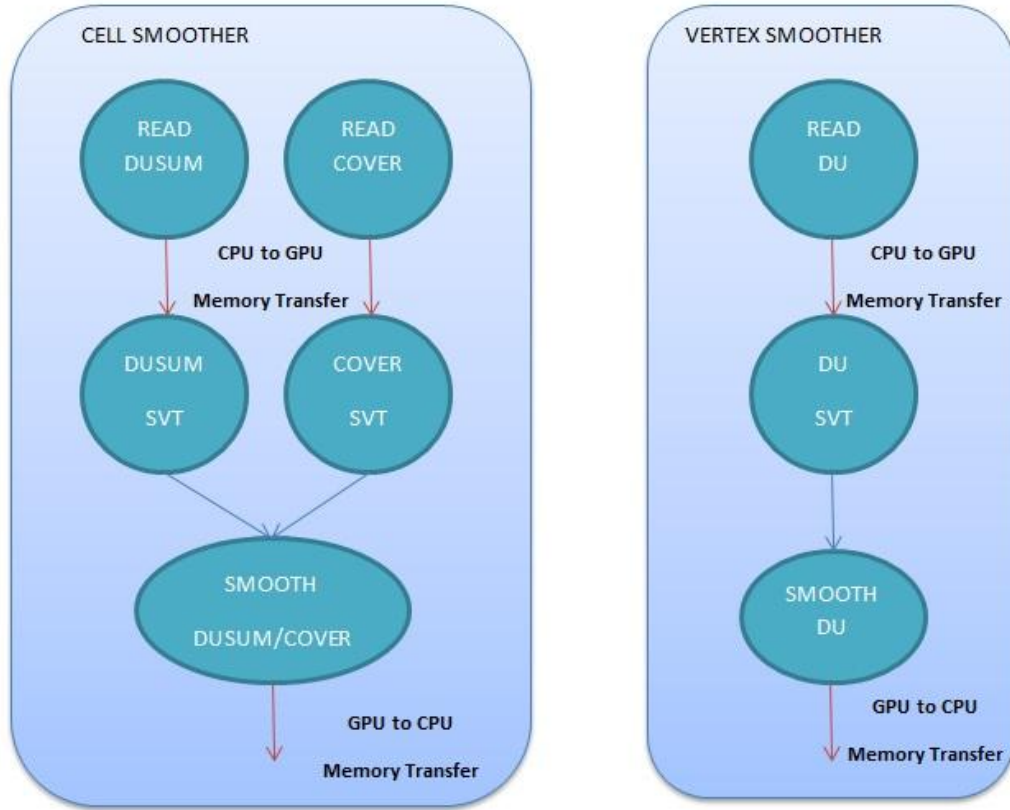 CELL SMOOTHER
READ
DUSUM
READ
COVER
CPU to GPU
Memory Transfer
DUSUM
SVT
COVER
SVT
SMOOTH
DUSUM/COVER
GPU to CPU
Memory Transfer
VERTEX SMOOTHER
READ
DU
CPU to GPU
Memory Transfer
DU
SVT
SMOOTH
DU
GPU to CPU
Memory Transfer